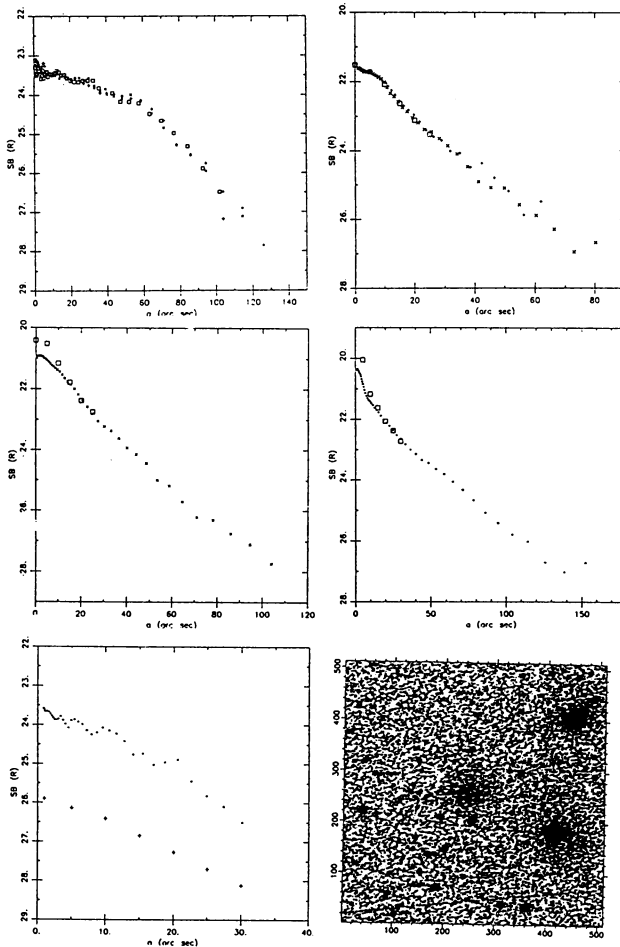 22.
23.
24.
25.
26.
27.
28.
29.
SB (R)
0 20 40 60 80 100 120 150
a (arc sec)
20.
22.
24.
26.
28.
SB (R)
0 20 40 60 80
a (arc sec)
20.
22.
24.
26.
28.
SB (R)
0 20 40 60 80 100 120
a (arc sec)
20.
22.
24.
26.
28.
SB (R)
0 50 100 150
a (arc sec)
22.
23.
24.
25.
26.
27.
28.
29.
SB (R)
0. 10. 20. 30. 40.
a (arc sec)
500
400
300
200
100
100 200 300 400 500